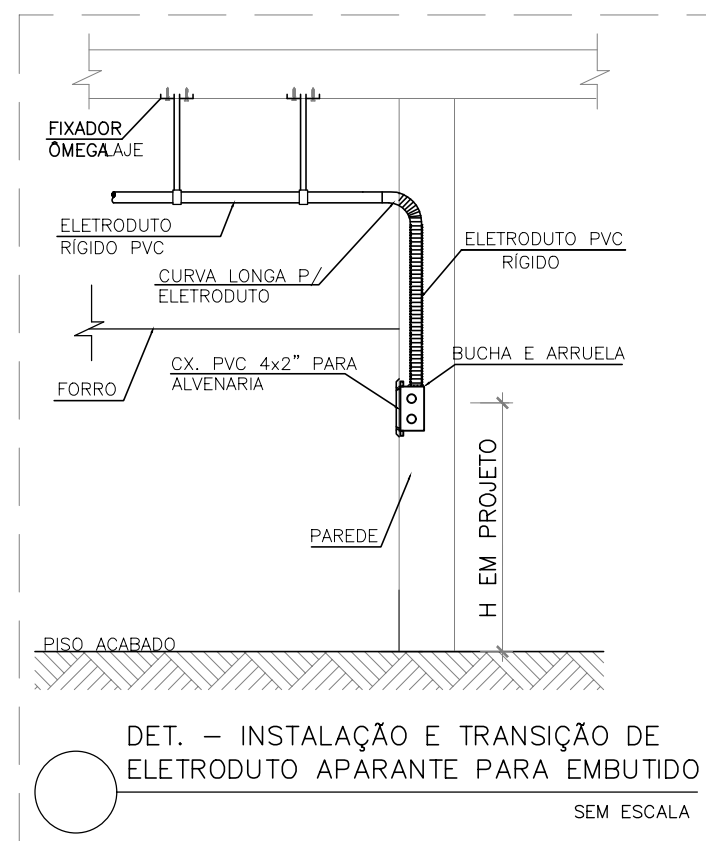 FIXADOR
ÔMEGA LAJE
ELETRODUTO
RÍGIDO PVC
ELETRODUTO PVC
RÍGIDO
CURVA LONGA P/
ELETRODUTO
CX. PVC 4x2" PARA
ALVENARIA
BUCHA E ARRUELA
FORRO
H EM PROJETO
PAREDE
PISO ACABADO
DET. – INSTALAÇÃO E TRANSIÇÃO DE
ELETRODUTO APARANTE PARA EMBUTIDO
SEM ESCALA